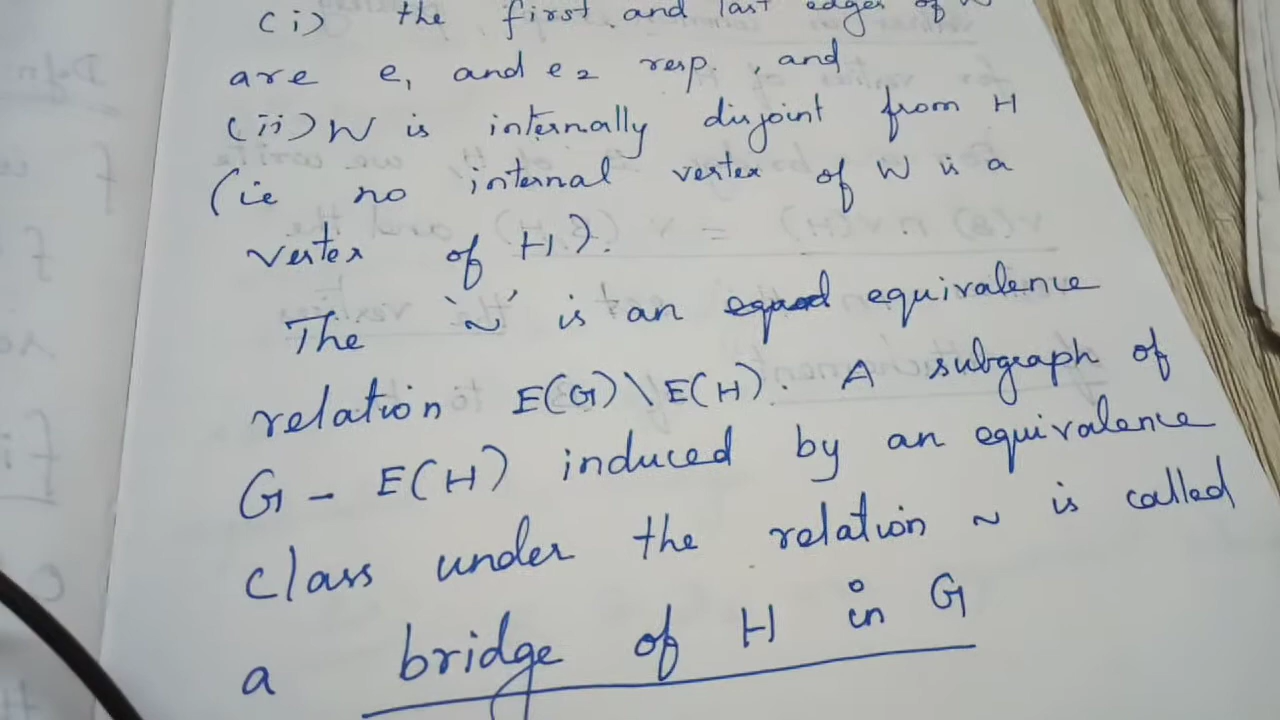 (i) the first and last edges of W
are e₁ and e₂ resp., and
(ii) W is internally disjoint from H
(ie no internal vertex of W is a
vertex of H).
The '~' is an equivalence
relation E(G)\E(H). A subgraph of
G - E(H) induced by an equivalence
class under the relation ~ is called
a bridge of H in G